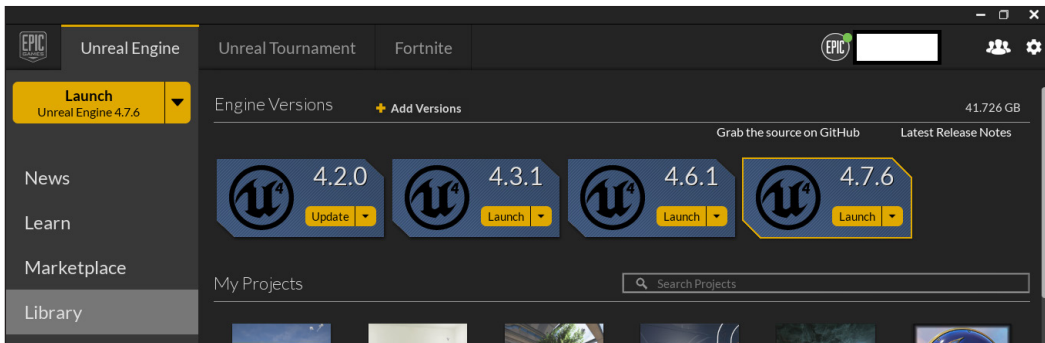 EPIC
GAMES
Unreal Engine
Unreal Tournament
Fortnite
EPIC
Launch
Unreal Engine 4.7.6
Engine Versions
Add Versions
41.726 GB
Grab the source on GitHub
Latest Release Notes
News
Learn
Marketplace
Library
4.2.0
Update
4.3.1
Launch
4.6.1
Launch
4.7.6
Launch
My Projects
Search Projects